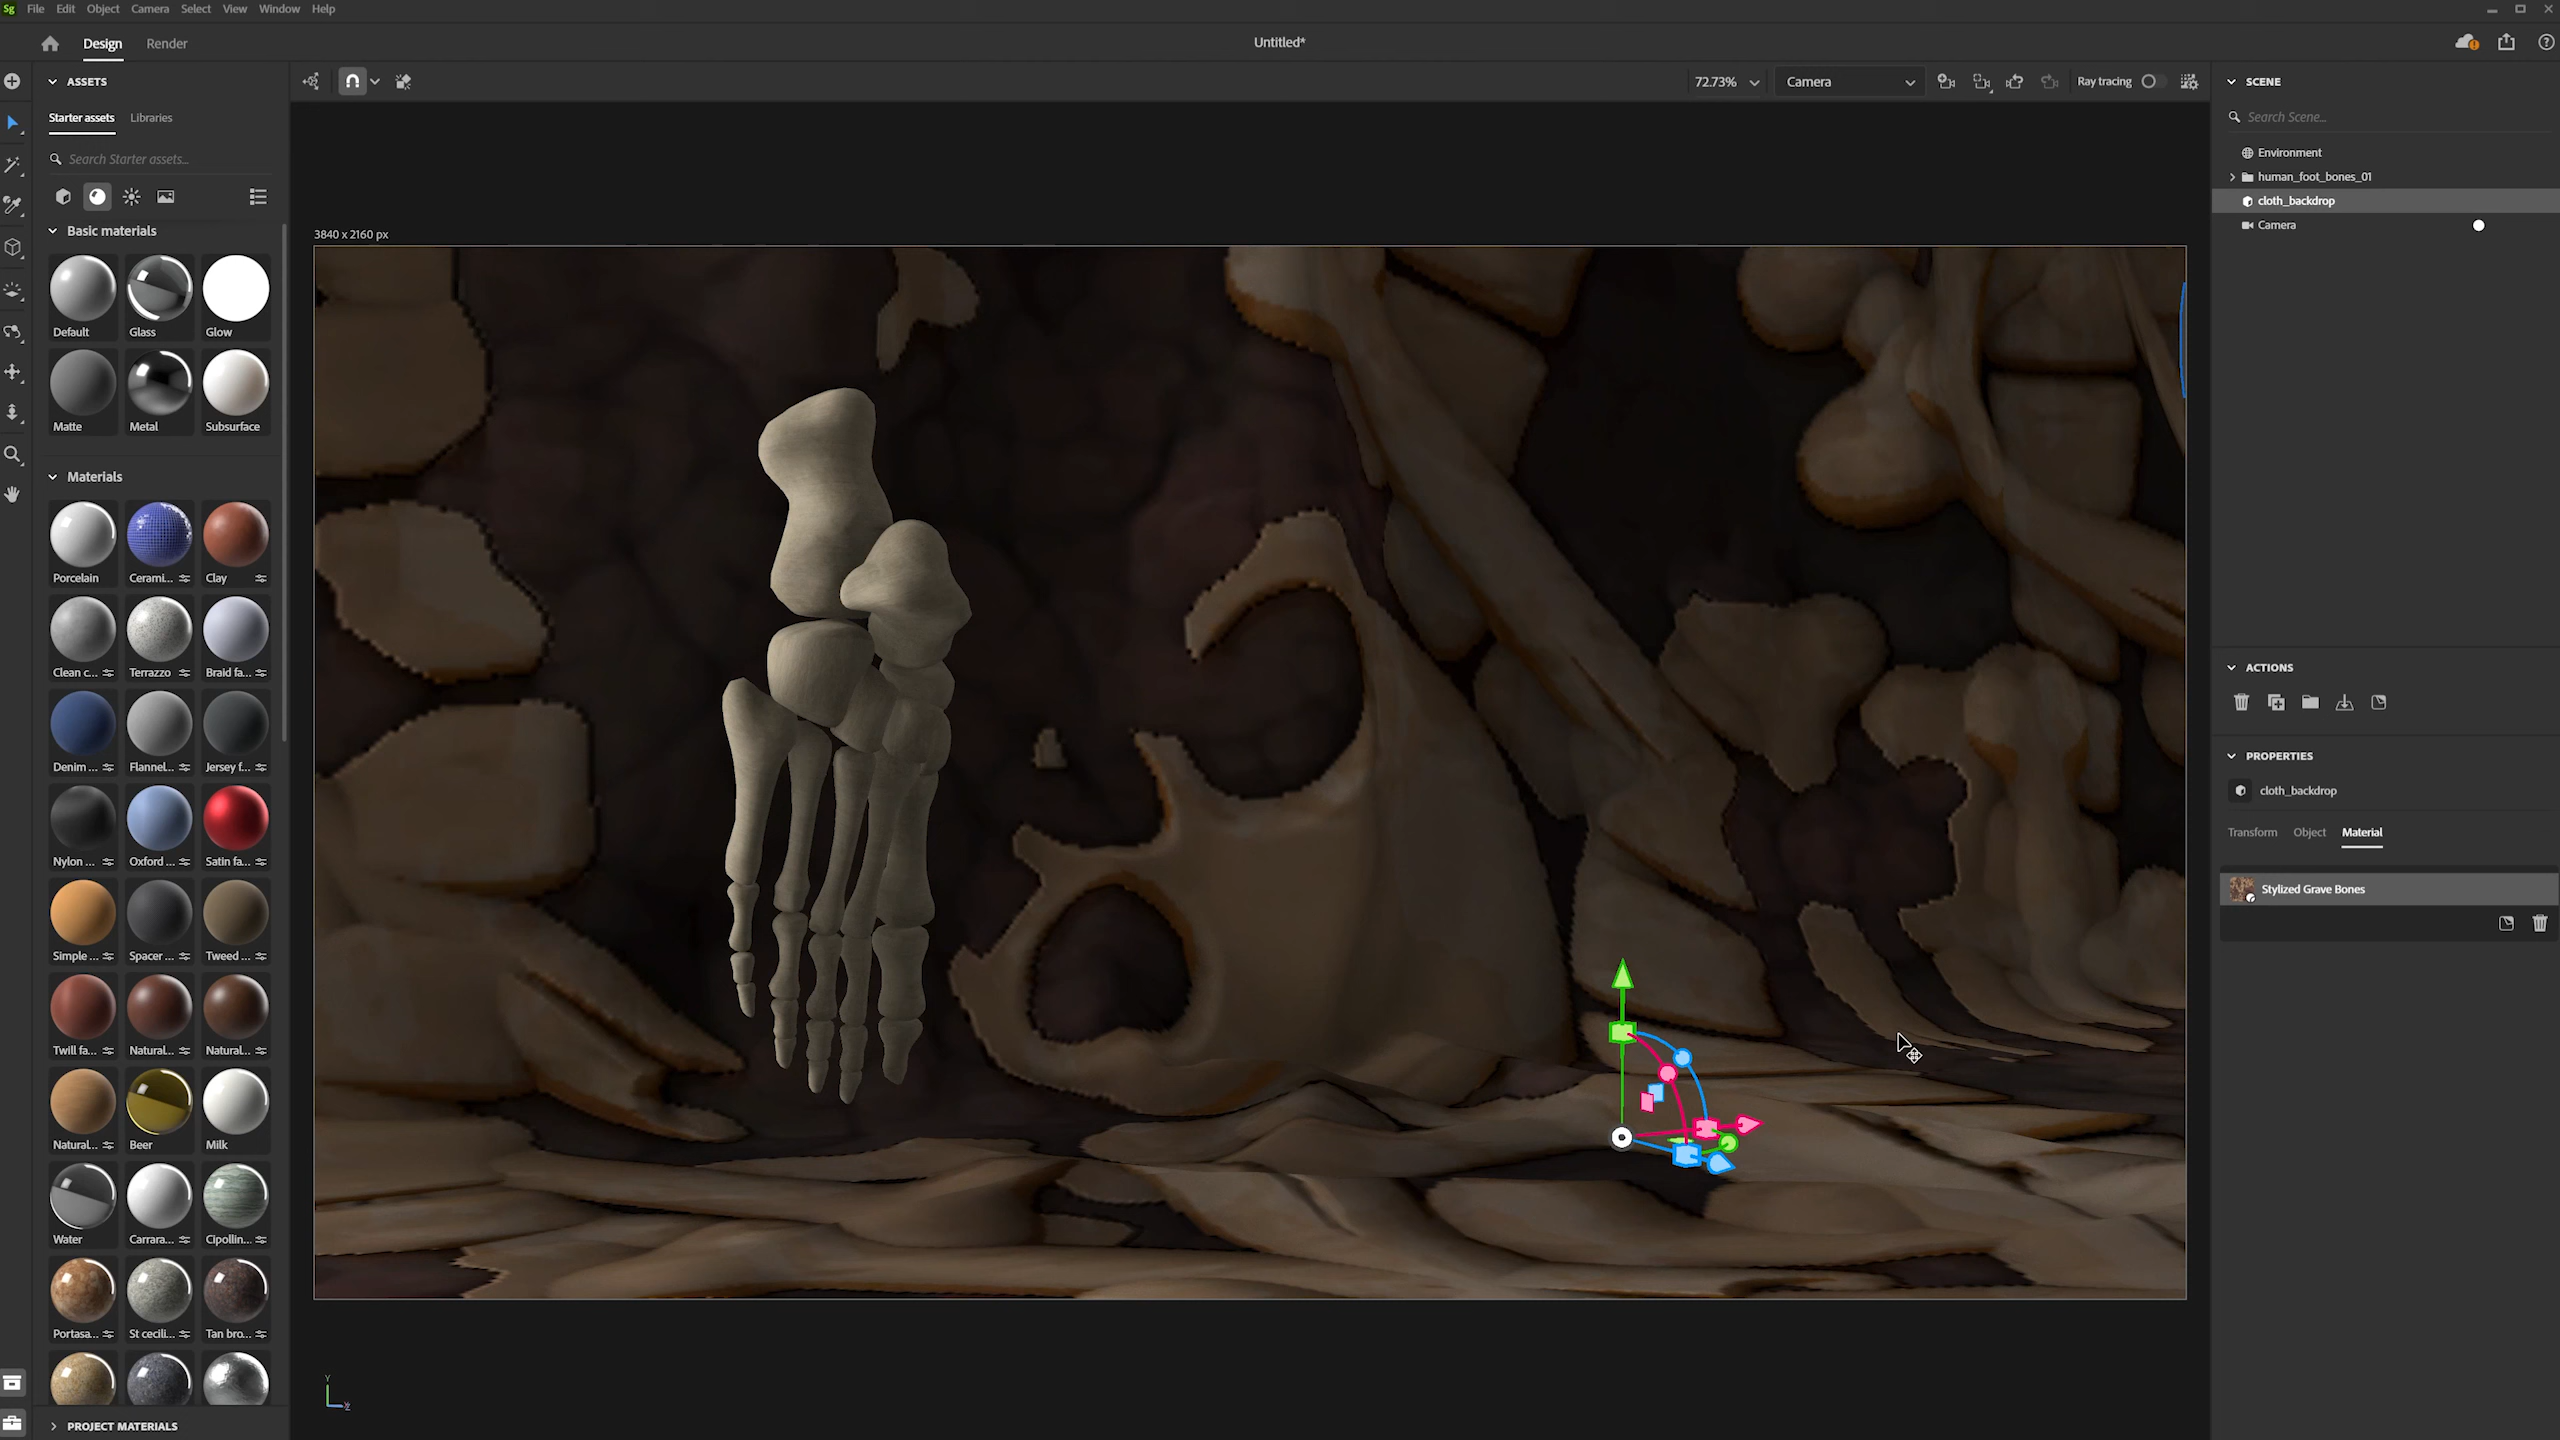 Sg File Edit Object Camera Select View Window Help
Design Render Untitled*
ASSETS
Starter assets Libraries
Search Starter assets...
Basic materials
Default Glass Glow
Matte Metal Subsurface
Materials
Porcelain Cerami... Clay
Clean c... Terrazzo Braid fa...
Denim ... Flannel... Jersey f...
Nylon ... Oxford ... Satin fa...
Simple ... Spacer ... Tweed ...
Twill fa... Natural... Natural...
Natural... Beer Milk
Water Carrara... Cipollin...
Portasa... St cecili... Tan bro...
PROJECT MATERIALS
72.73% Camera Ray tracing
3840 x 2160 px
Y
SCENE
Search Scene...
Environment
human_foot_bones_01
cloth_backdrop
Camera
ACTIONS
PROPERTIES
cloth_backdrop
Transform Object Material
Stylized Grave Bones